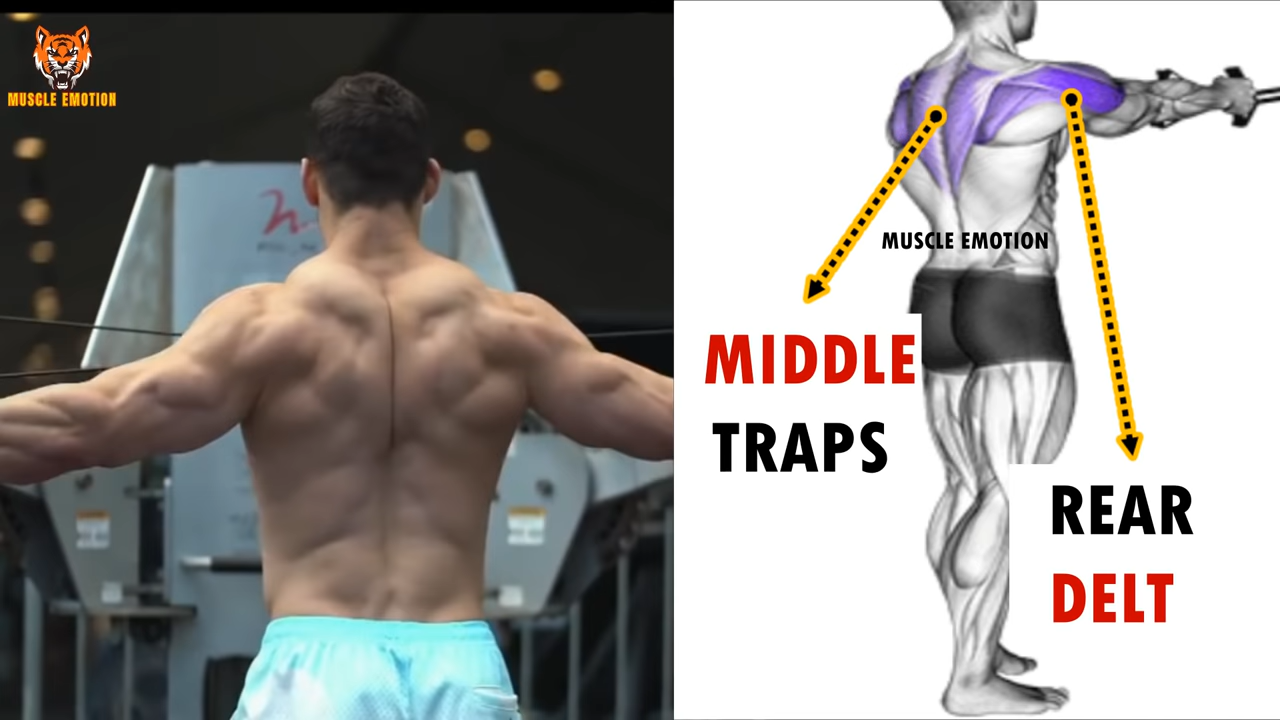 MUSCLE EMOTION
MUSCLE EMOTION
MIDDLE
TRAPS
REAR
DELT